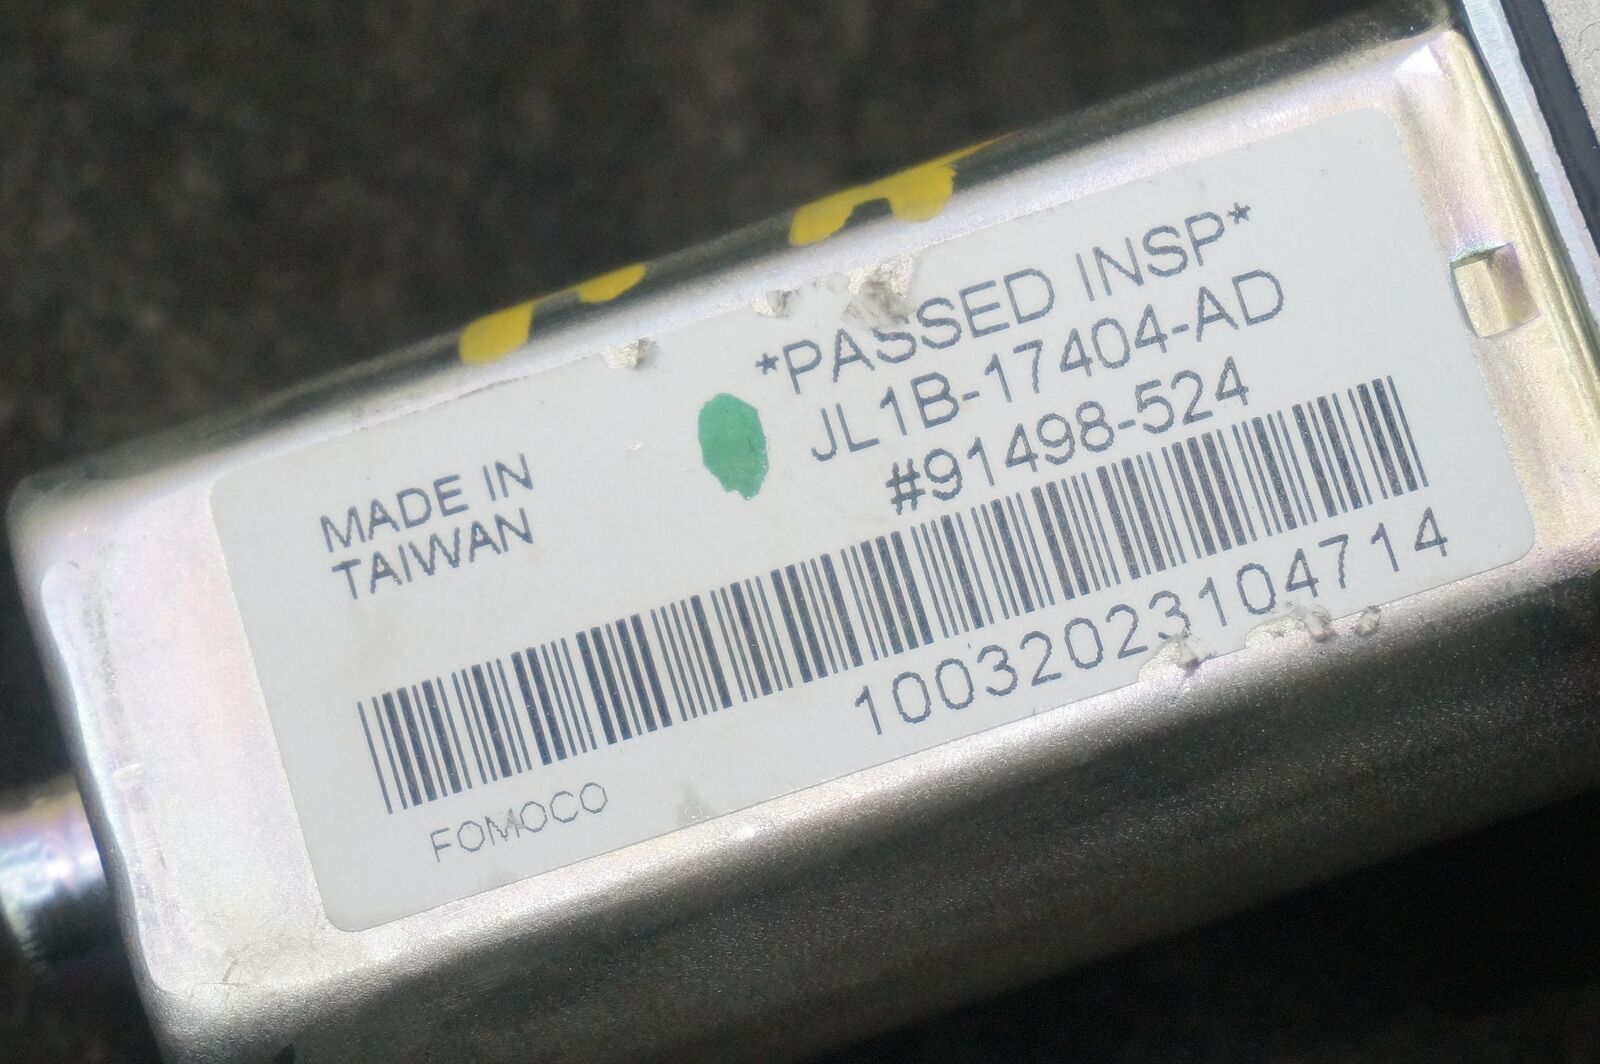 *PASSED INSP*
JL1B-17404-AD
#91498-524
MADE IN
TAIWAN
10032023104714
FOMOCO